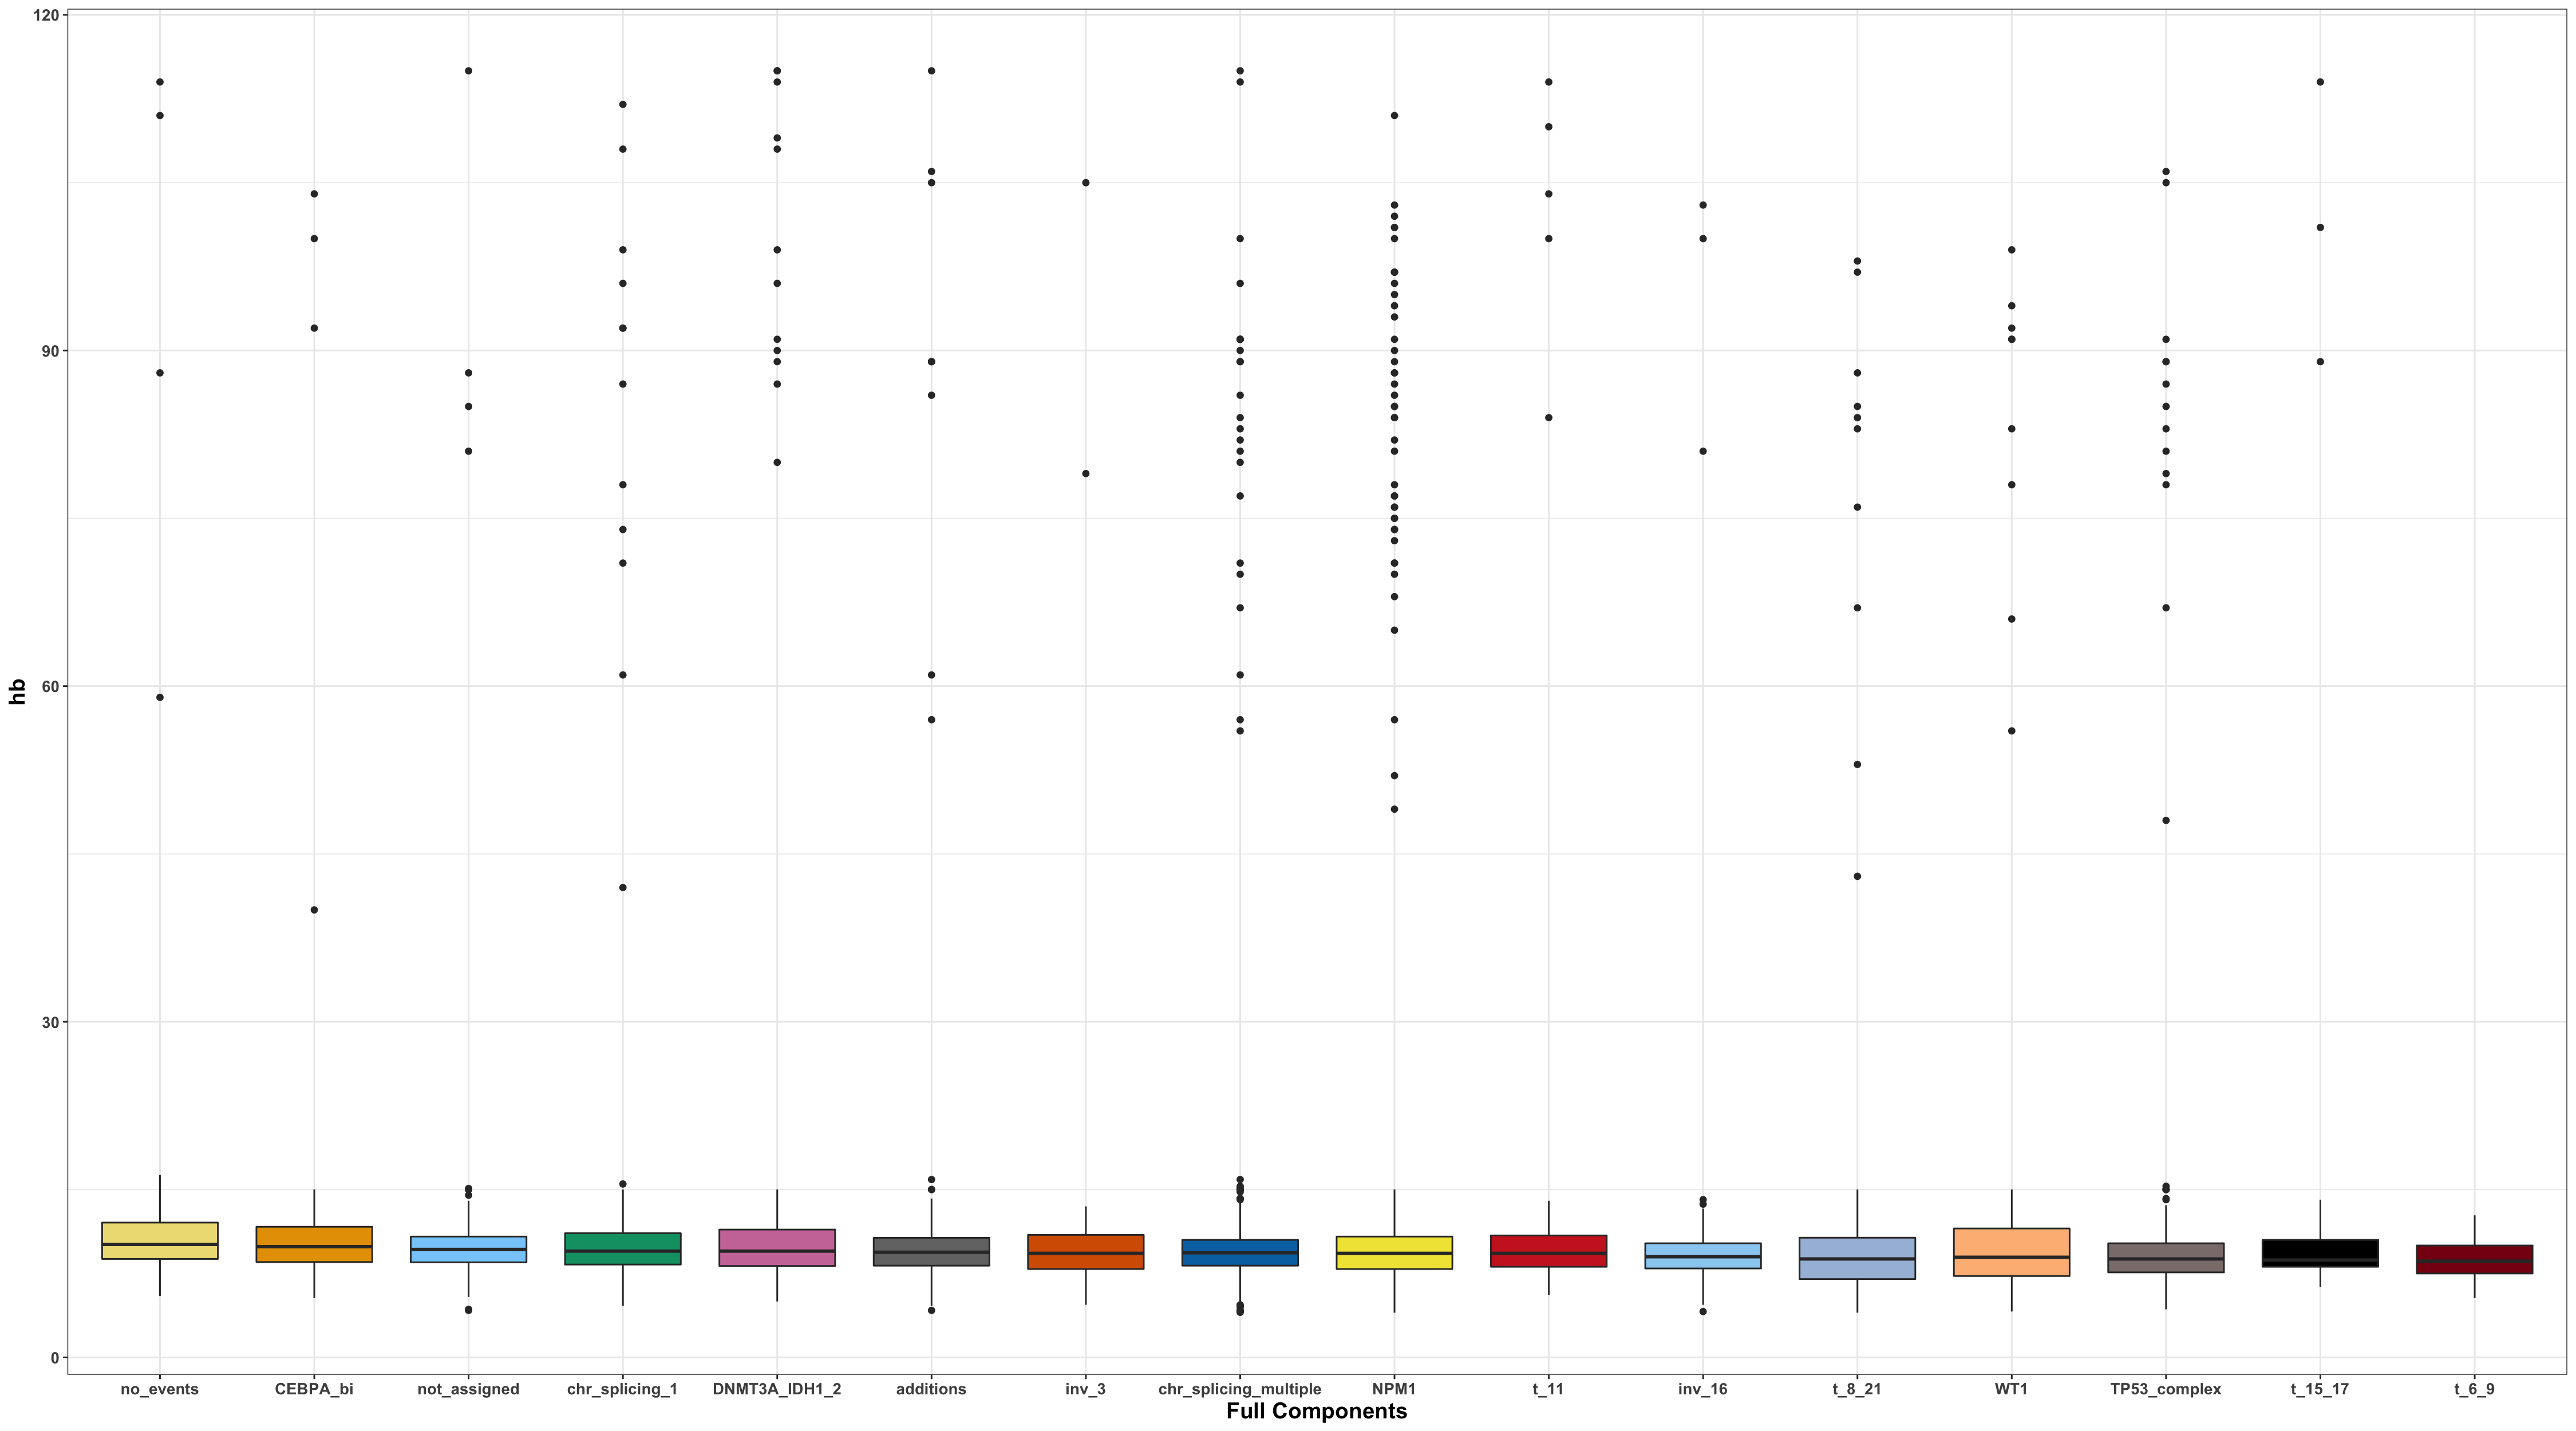 120
90
60
30
0
hb
no_events CEBPA_bi not_assigned chr_splicing_1 DNMT3A_IDH1_2 additions inv_3 chr_splicing_multiple NPM1 t_11 inv_16 t_8_21 WT1 TP53_complex t_15_17 t_6_9
Full Components